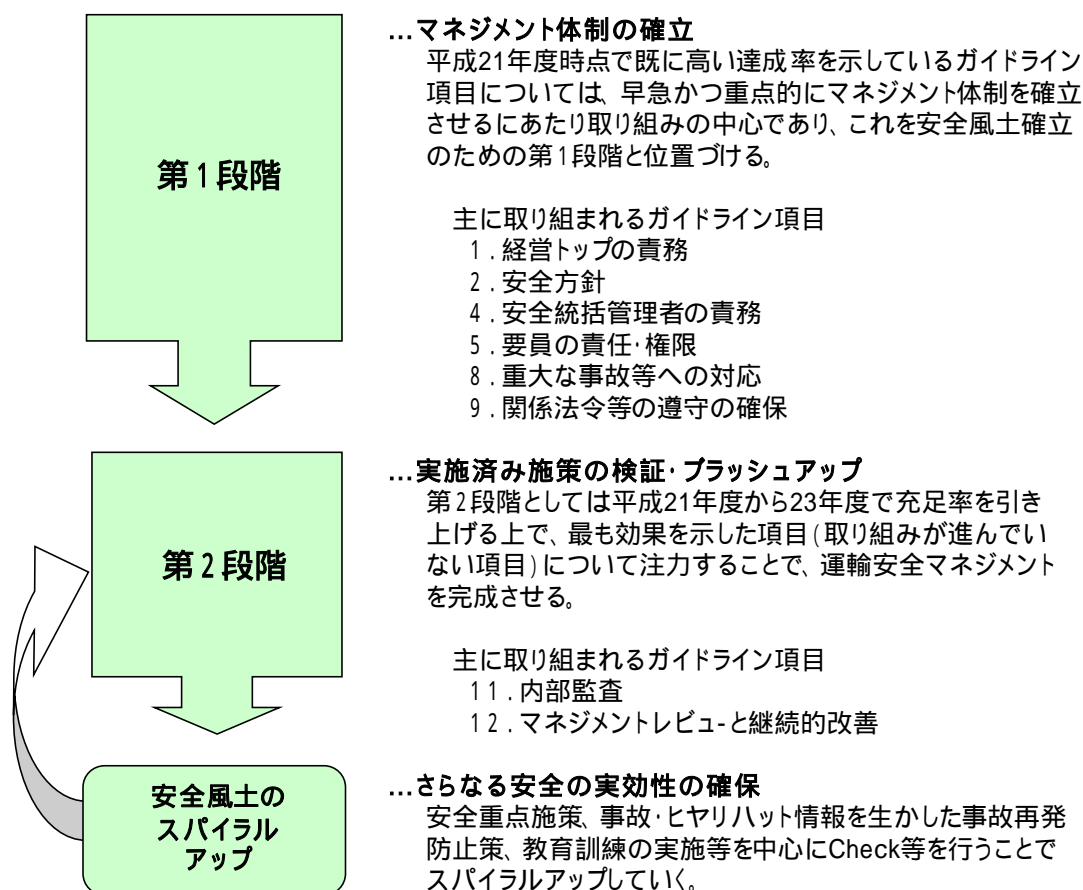 第１段階
…マネジメント体制の確立
平成21年度時点で既に高い達成率を示しているガイドライン
項目については、早急かつ重点的にマネジメント体制を確立
させるにあたり取り組みの中心であり、これを安全風土確立
のための第1段階と位置づける。
主に取り組まれるガイドライン項目
１．経営トップの責務
２．安全方針
４．安全統括管理者の責務
５．要員の責任・権限
８．重大な事故等への対応
９．関係法令等の遵守の確保
第２段階
…実施済み施策の検証・ブラッシュアップ
第２段階としては平成21年度から23年度で充足率を引き
上げる上で、最も効果を示した項目（取り組みが進んでい
ない項目）について注力することで、運輸安全マネジメント
を完成させる。
主に取り組まれるガイドライン項目
１１．内部監査
１２．マネジメントレビュ-と継続的改善
安全風土の
スパイラル
アップ
…さらなる安全の実効性の確保
安全重点施策、事故・ヒヤリハット情報を生かした事故再発
防止策、教育訓練の実施等を中心にCheck等を行うことで
スパイラルアップしていく。